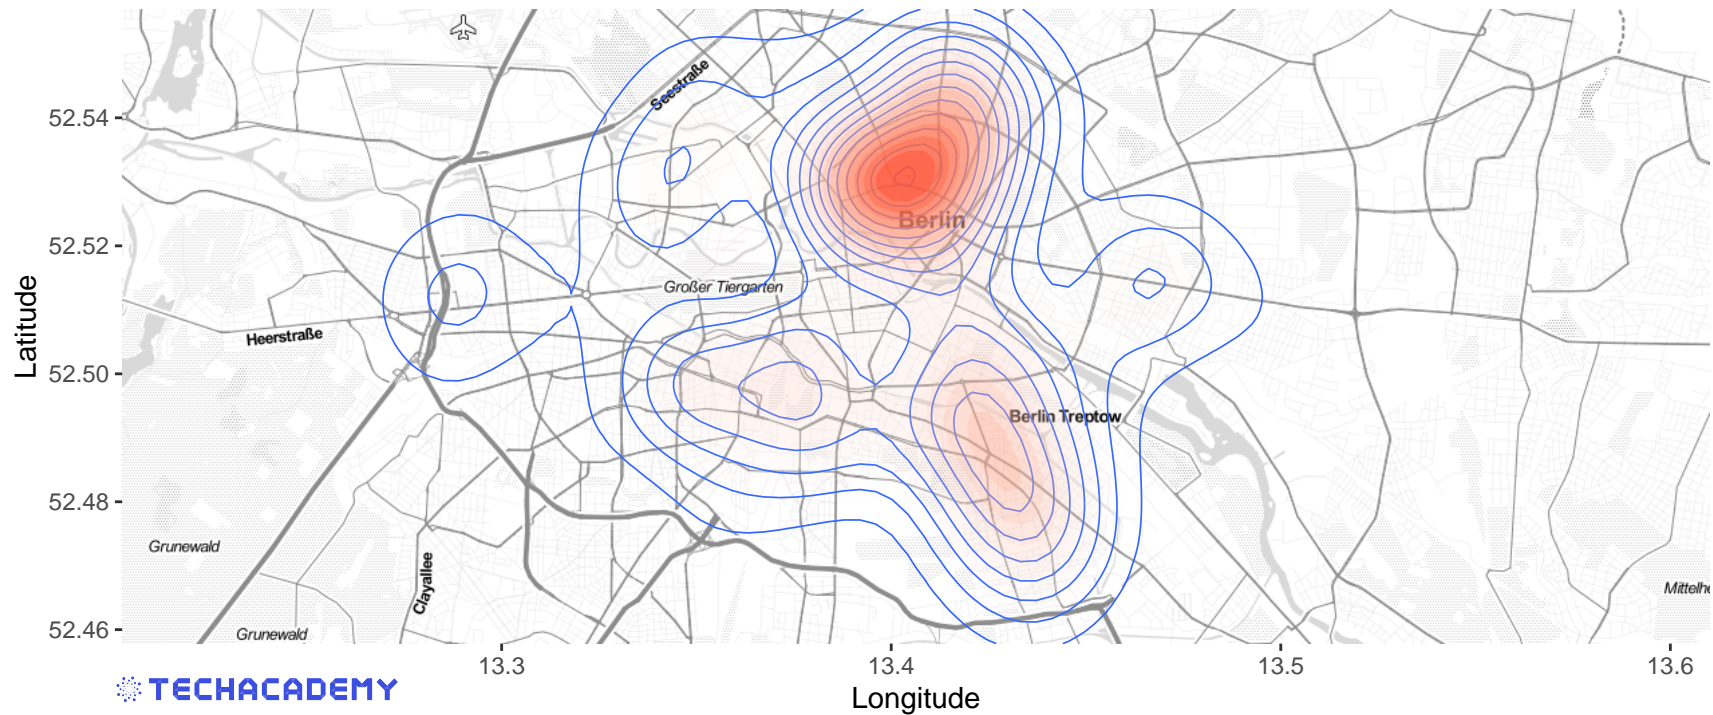 52.54
52.52
52.50
52.48
52.46
Latitude
Seestraße
Berlin
Großer Tiergarten
Heerstraße
Berlin Treptow
Grunewald
Clayallee
Mittelhe
Grunewald
13.3
13.4
13.5
13.6
Longitude
TECHACADEMY